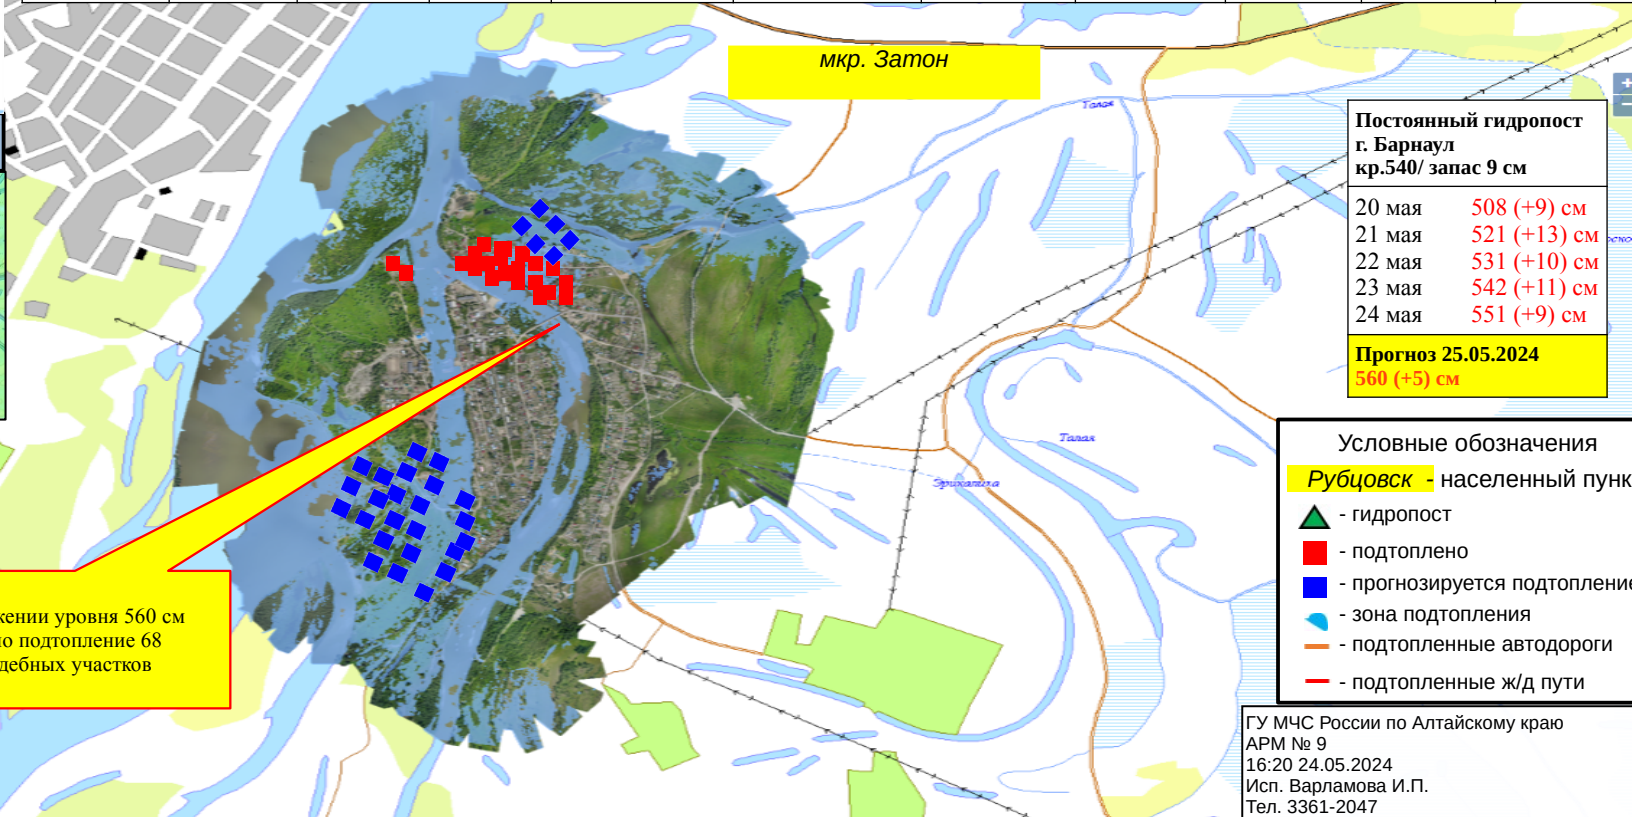 мкр. Затон
Талая
Постоянный гидропост
г. Барнаул
кр.540/ запас 9 см
20 мая 508 (+9) см
21 мая 521 (+13) см
22 мая 531 (+10) см
23 мая 542 (+11) см
24 мая 551 (+9) см
Прогноз 25.05.2024
560 (+5) см
Талая
Условные обозначения
Рубцовск - населенный пунк
- гидропост
- подтоплено
- прогнозируется подтопление
- зона подтопления
- подтопленные автодороги
- подтопленные ж/д пути
жении уровня 560 см
но подтопление 68
дебных участков
ГУ МЧС России по Алтайскому краю
АРМ № 9
16:20 24.05.2024
Исп. Варламова И.П.
Тел. 3361-2047